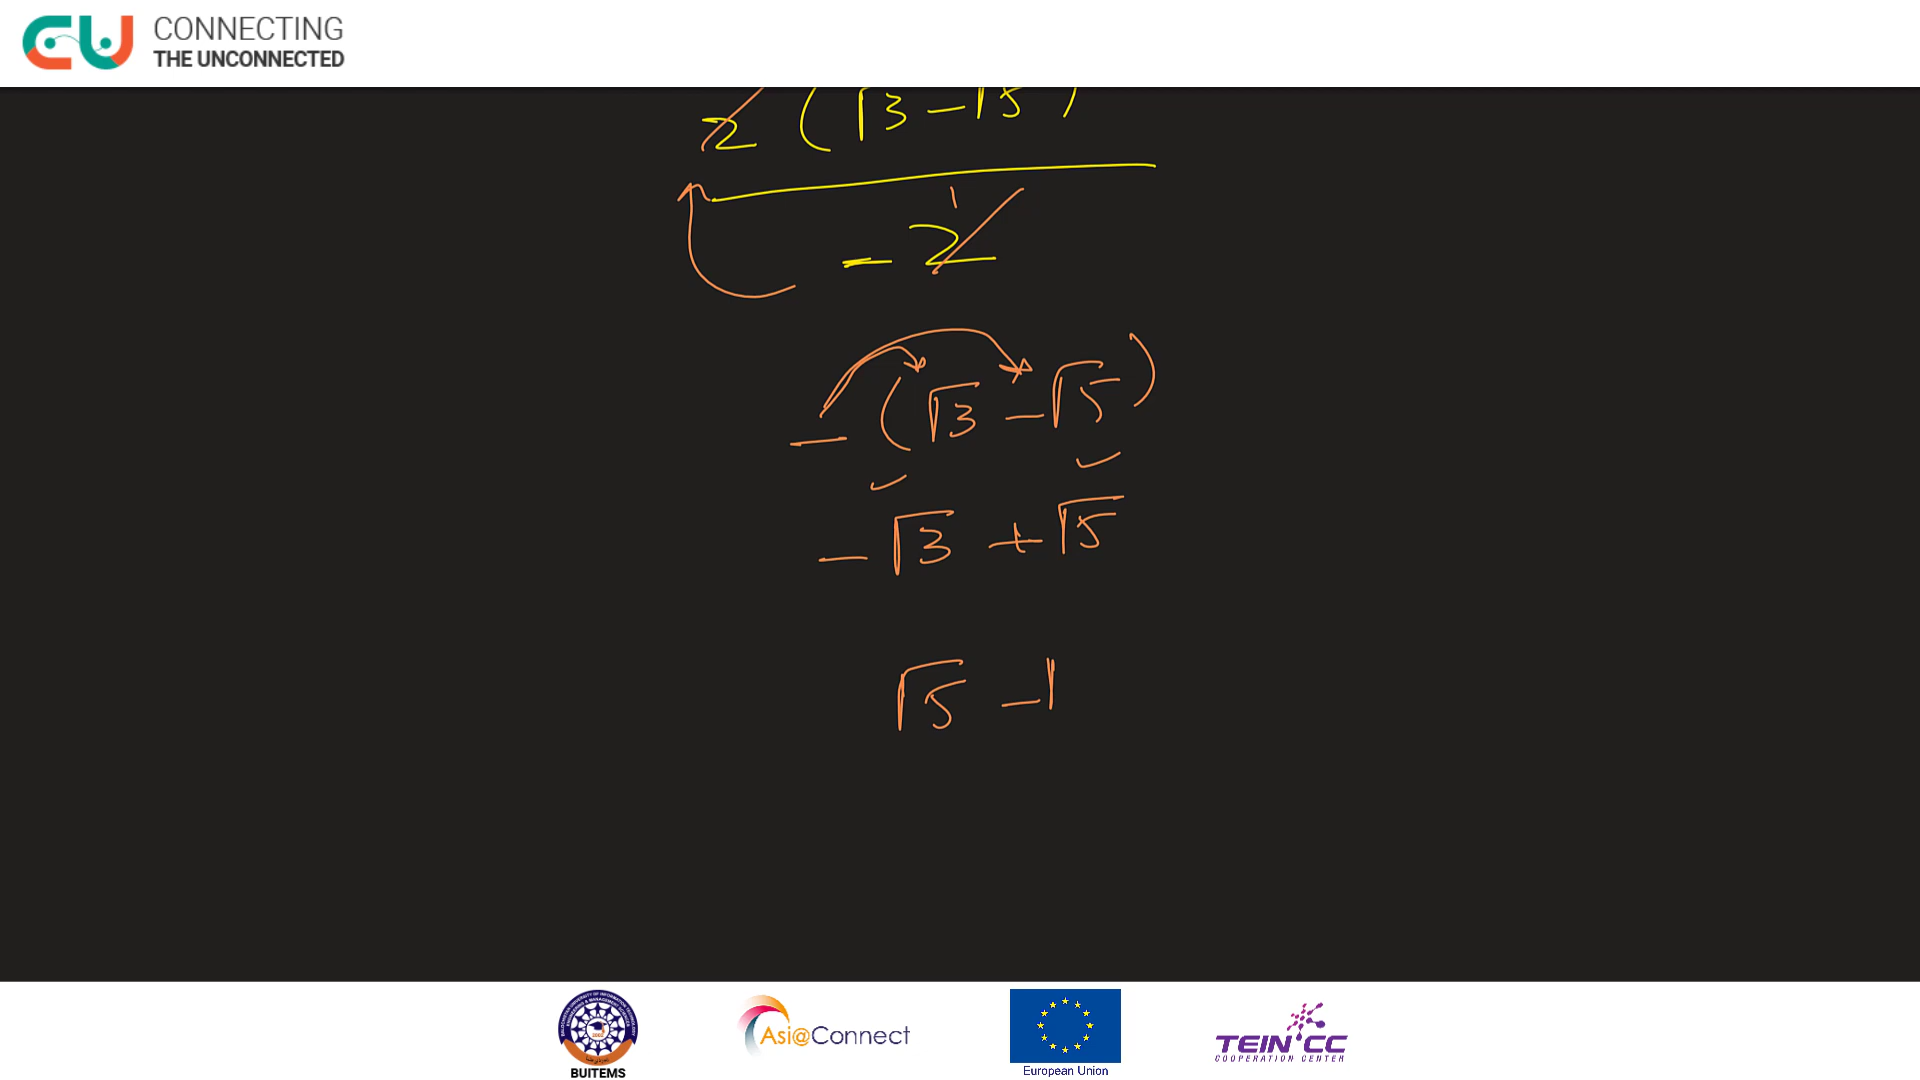 CONNECTING
THE UNCONNECTED
2 (√3 - √5)
1
- 2
- (√3 - √5)
- √3 + √5
√5 -
Asi@Connect
European Union
TEIN*CC
COOPERATION CENTER
BUITEMS